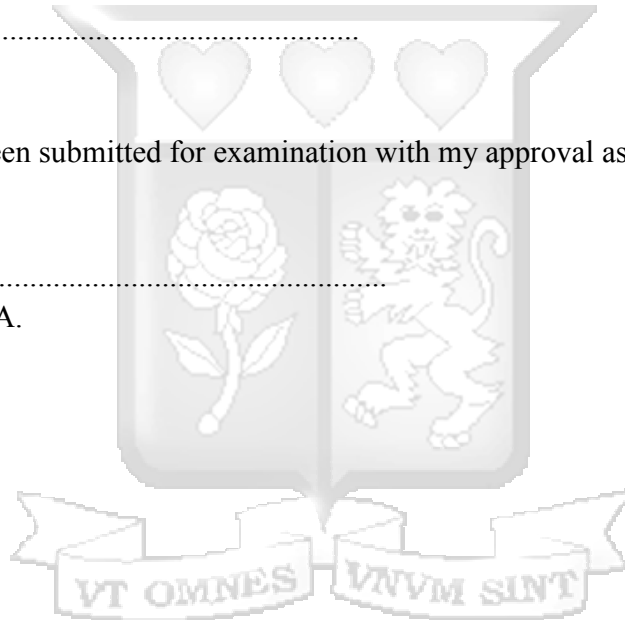 ..................................................
een submitted for examination with my approval as
......................................................
A.
VT OMNES VNVM SINT